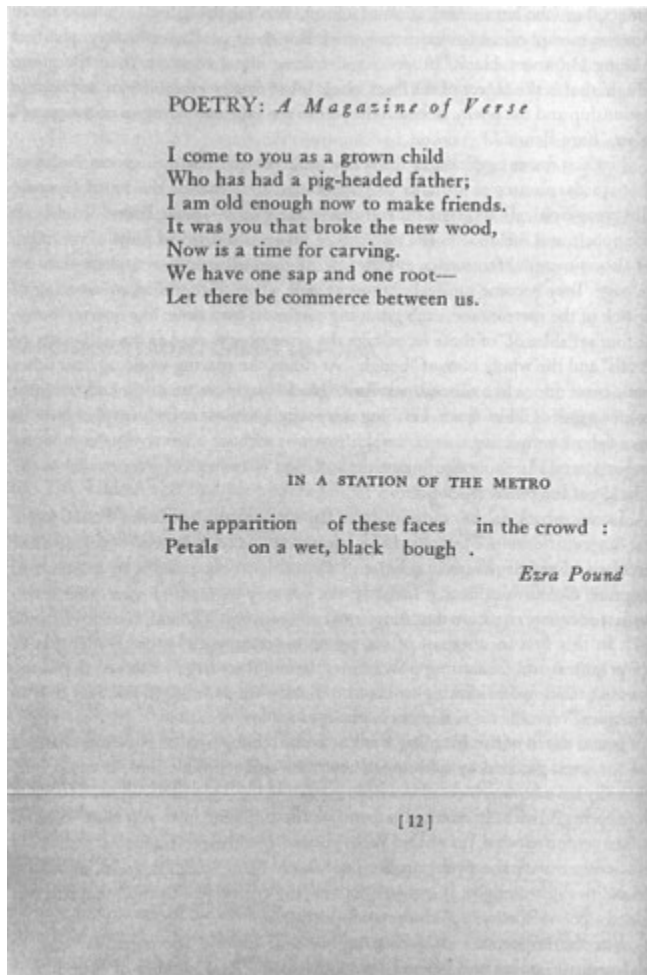 POETRY: A Magazine of Verse
I come to you as a grown child
Who has had a pig-headed father;
I am old enough now to make friends.
It was you that broke the new wood,
Now is a time for carving.
We have one sap and one root—
Let there be commerce between us.
IN A STATION OF THE METRO
The apparition of these faces in the crowd :
Petals on a wet, black bough .
Ezra Pound
[12]